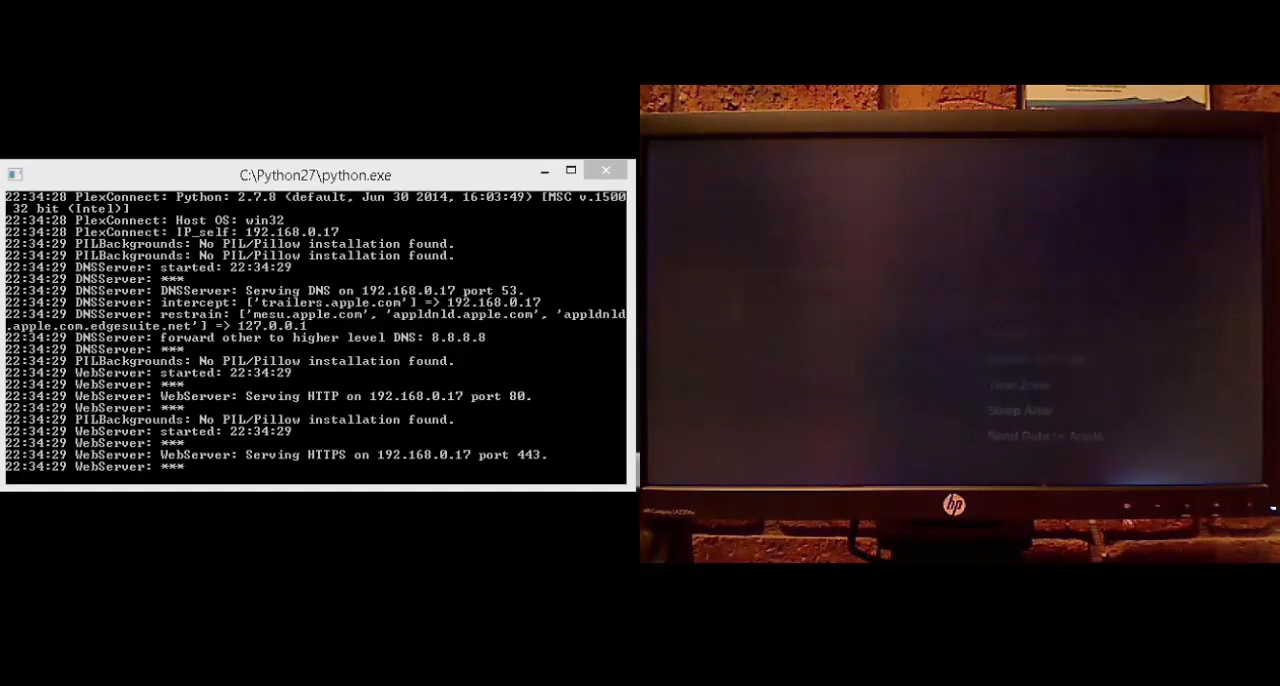 C:\Python27\python.exe
22:34:28 PlexConnect: Python: 2.7.8 (default, Jun 30 2014, 16:03:49) [MSC v.1500
 32 bit (Intel)]
22:34:28 PlexConnect: Host OS: win32
22:34:28 PlexConnect: IP_self: 192.168.0.17
22:34:29 PILBackgrounds: No PIL/Pillow installation found.
22:34:29 PILBackgrounds: No PIL/Pillow installation found.
22:34:29 DNSServer: started: 22:34:29
22:34:29 DNSServer: ***
22:34:29 DNSServer: DNSServer: Serving DNS on 192.168.0.17 port 53.
22:34:29 DNSServer: intercept: ['trailers.apple.com'] => 192.168.0.17
22:34:29 DNSServer: restrain: ['mesu.apple.com', 'appldnld.apple.com', 'appldnld
.apple.com.edgesuite.net'] => 127.0.0.1
22:34:29 DNSServer: forward other to higher level DNS: 8.8.8.8
22:34:29 DNSServer: ***
22:34:29 PILBackgrounds: No PIL/Pillow installation found.
22:34:29 WebServer: started: 22:34:29
22:34:29 WebServer: ***
22:34:29 WebServer: WebServer: Serving HTTP on 192.168.0.17 port 80.
22:34:29 WebServer: ***
22:34:29 PILBackgrounds: No PIL/Pillow installation found.
22:34:29 WebServer: started: 22:34:29
22:34:29 WebServer: ***
22:34:29 WebServer: WebServer: Serving HTTPS on 192.168.0.17 port 443.
22:34:29 WebServer: ***
Time Zone
Sleep After
Send Data to Apple
hp